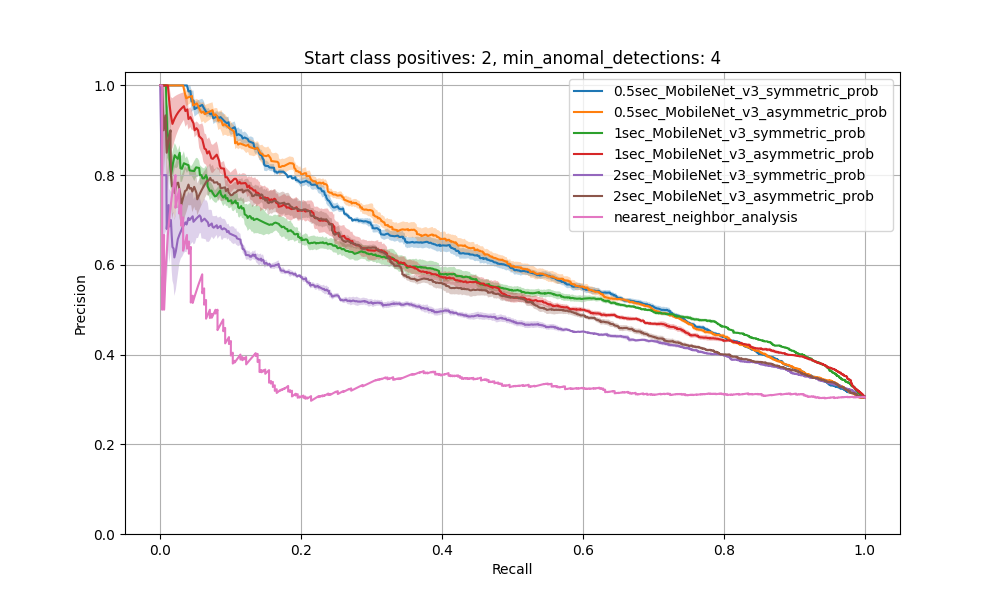 Start class positives: 2, min_anomal_detections: 4
1.0
0.8
0.6
0.4
0.2
0.0
Precision
0.5sec_MobileNet_v3_symmetric_prob
0.5sec_MobileNet_v3_asymmetric_prob
1sec_MobileNet_v3_symmetric_prob
1sec_MobileNet_v3_asymmetric_prob
2sec_MobileNet_v3_symmetric_prob
2sec_MobileNet_v3_asymmetric_prob
nearest_neighbor_analysis
0.0 0.2 0.4 0.6 0.8 1.0
Recall